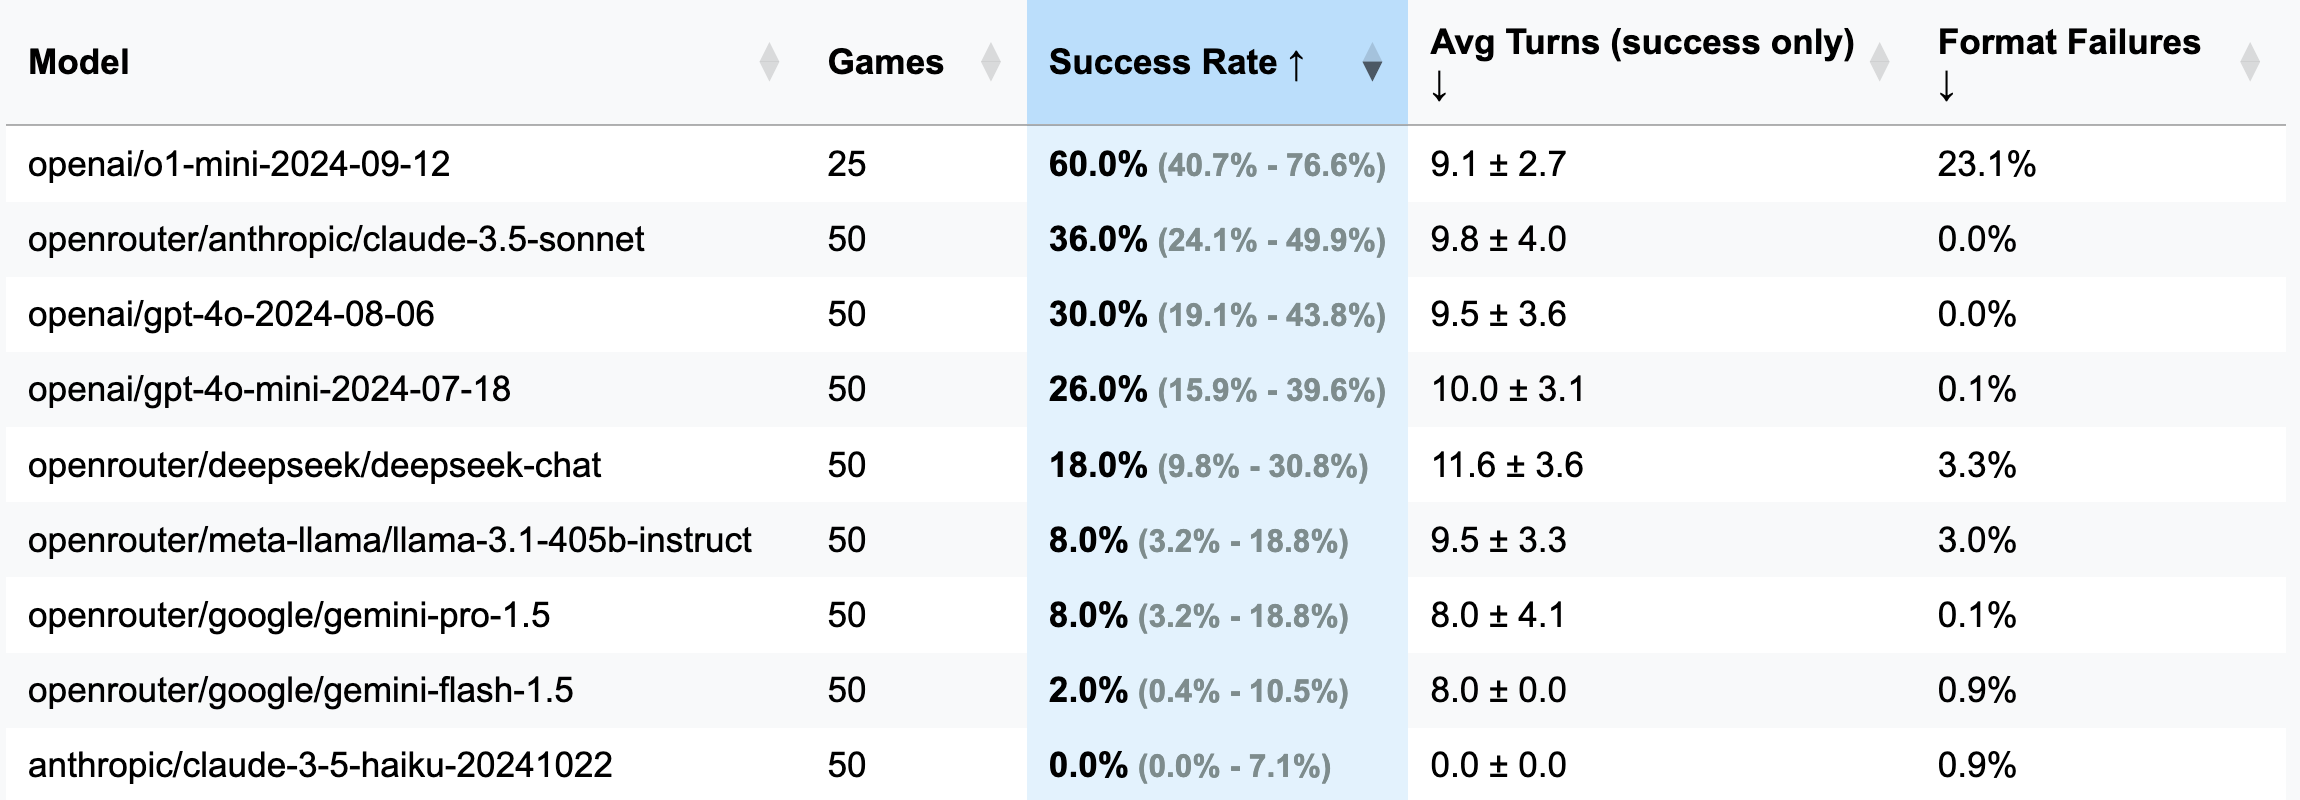 Model Games Success Rate ↑ Avg Turns (success only) ↓ Format Failures ↓
openai/o1-mini-2024-09-12 25 60.0% (40.7% - 76.6%) 9.1 ± 2.7 23.1%
openrouter/anthropic/claude-3.5-sonnet 50 36.0% (24.1% - 49.9%) 9.8 ± 4.0 0.0%
openai/gpt-4o-2024-08-06 50 30.0% (19.1% - 43.8%) 9.5 ± 3.6 0.0%
openai/gpt-4o-mini-2024-07-18 50 26.0% (15.9% - 39.6%) 10.0 ± 3.1 0.1%
openrouter/deepseek/deepseek-chat 50 18.0% (9.8% - 30.8%) 11.6 ± 3.6 3.3%
openrouter/meta-llama/llama-3.1-405b-instruct 50 8.0% (3.2% - 18.8%) 9.5 ± 3.3 3.0%
openrouter/google/gemini-pro-1.5 50 8.0% (3.2% - 18.8%) 8.0 ± 4.1 0.1%
openrouter/google/gemini-flash-1.5 50 2.0% (0.4% - 10.5%) 8.0 ± 0.0 0.9%
anthropic/claude-3-5-haiku-20241022 50 0.0% (0.0% - 7.1%) 0.0 ± 0.0 0.9%